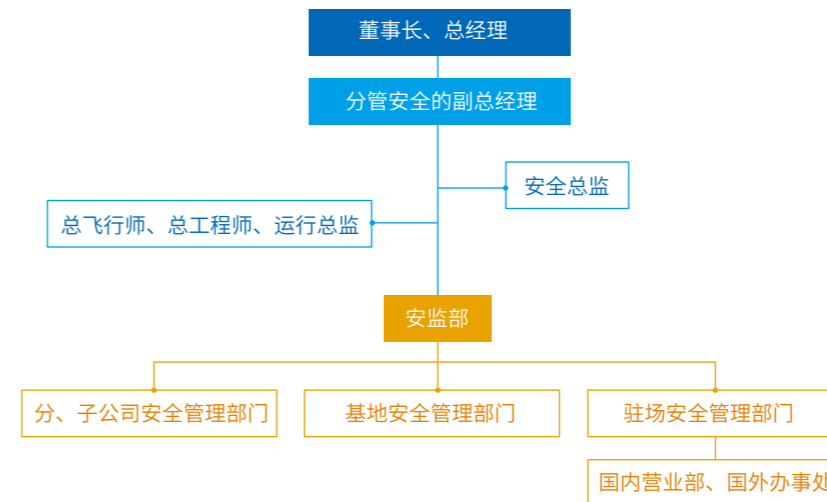 董事长、总经理
分管安全的副总经理
安全总监
总飞行师、总工程师、运行总监
安监部
分、子公司安全管理部门
基地安全管理部门
驻场安全管理部门
国内营业部、国外办事处